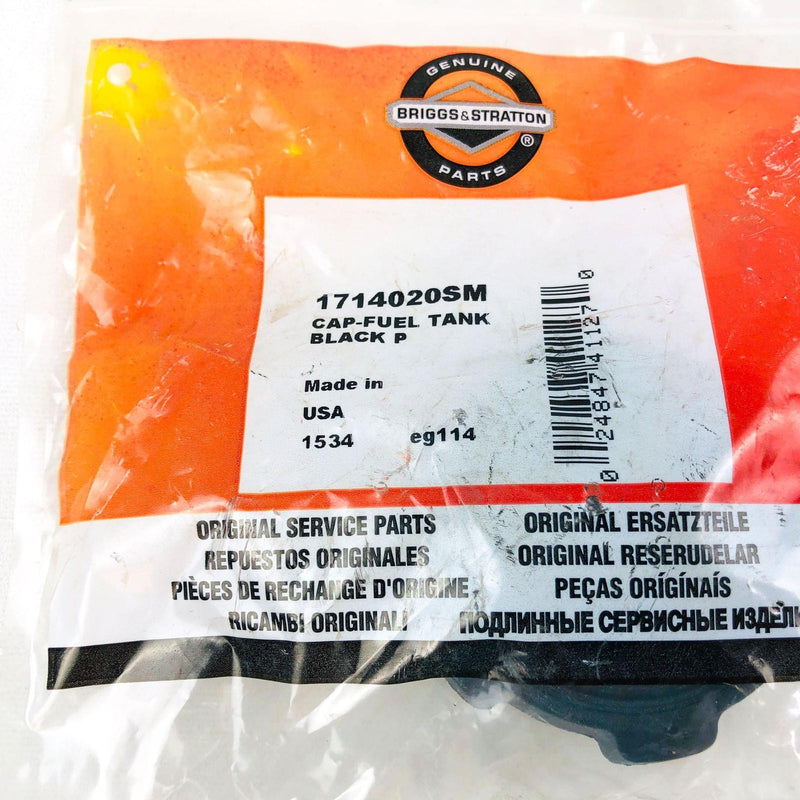 GENUINE
BRIGGS&STRATTON
®
PARTS
1714020SM
CAP-FUEL TANK
BLACK P
Made in
USA
1534 eg114
0 24847 41127 0
ORIGINAL SERVICE PARTS
REPUESTOS ORIGINALES
PIÈCES DE RECHANGE D'ORIGINE
RICAMBI ORIGINALI
ORIGINAL ERSATZTEILE
ORIGINAL RESERUDELAR
PEÇAS ORÍGÍNAÍS
ПОДЛИННЫЕ СЕРВИСНЫЕ ИЗДЕЛИ